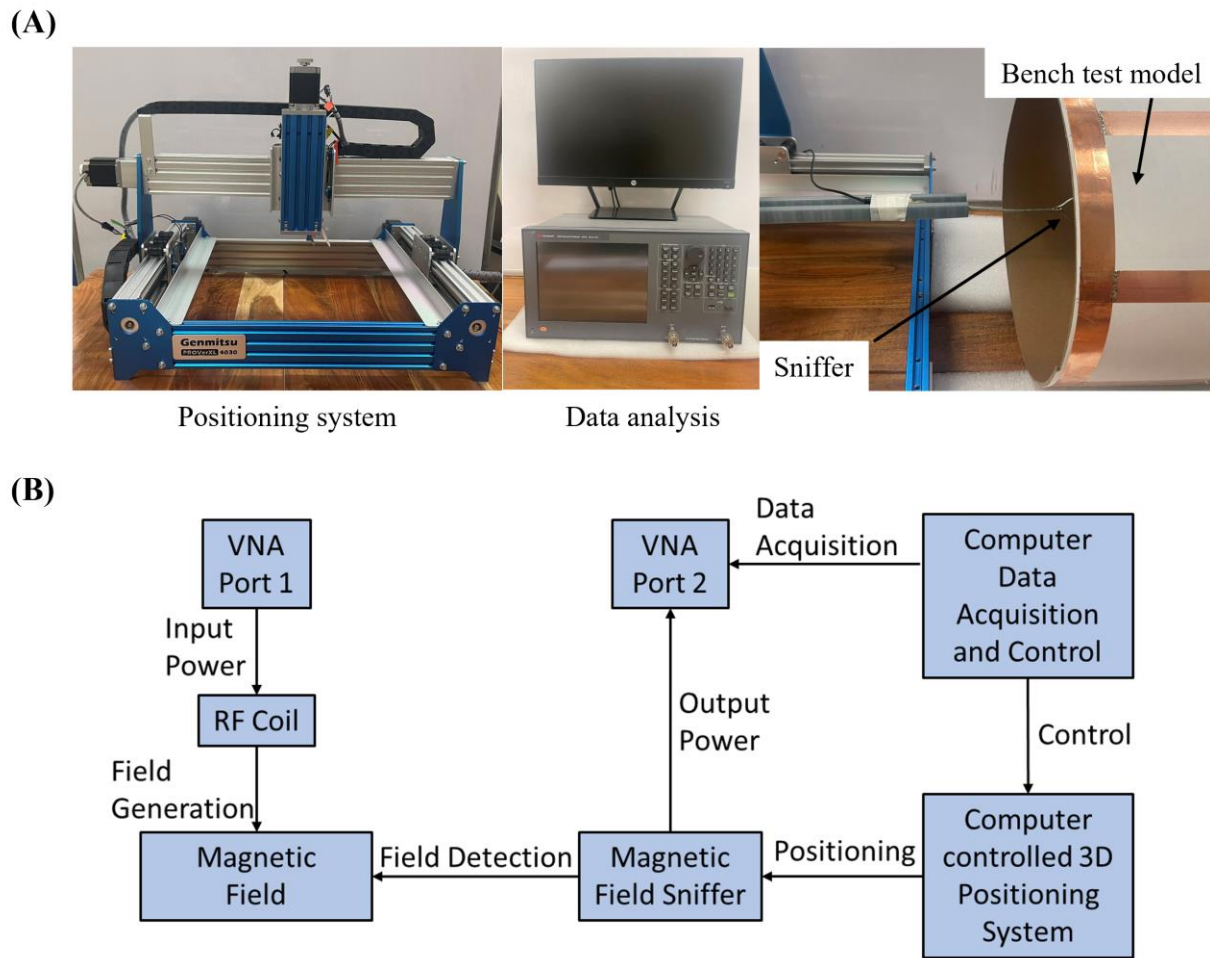 (A)
Bench test model
Genmitsu
PROVerXL 4030
Sniffer
Positioning system
Data analysis
(B)
VNA
Port 1
VNA
Port 2
Data
Acquisition
Computer
Data
Acquisition
and Control
Input
Power
RF Coil
Output
Power
Control
Field
Generation
Magnetic
Field
Field Detection
Magnetic
Field Sniffer
Positioning
Computer
controlled 3D
Positioning
System